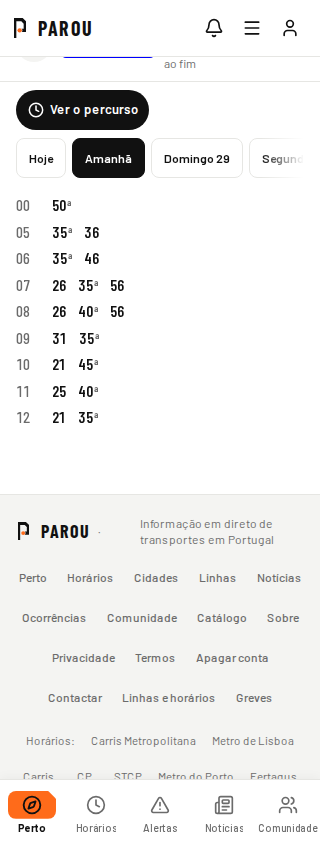 PAROU
ao fim
Ver o percurso
Hoje Amanhã Domingo 29 Segun
00 50ª
05 35ª 36
06 35ª 46
07 26 35ª 56
08 26 40ª 56
09 31 35ª
10 21 45ª
11 25 40ª
12 21 35ª
PAROU · Informação em direto de
transportes em Portugal
Perto Horários Cidades Linhas Notícias
Ocorrências Comunidade Catálogo Sobre
Privacidade Termos Apagar conta
Contactar Linhas e horários Greves
Horários: Carris Metropolitana Metro de Lisboa
Carris CP STCP Metro do Porto Fertagus
Perto Horários Alertas Notícias Comunidade